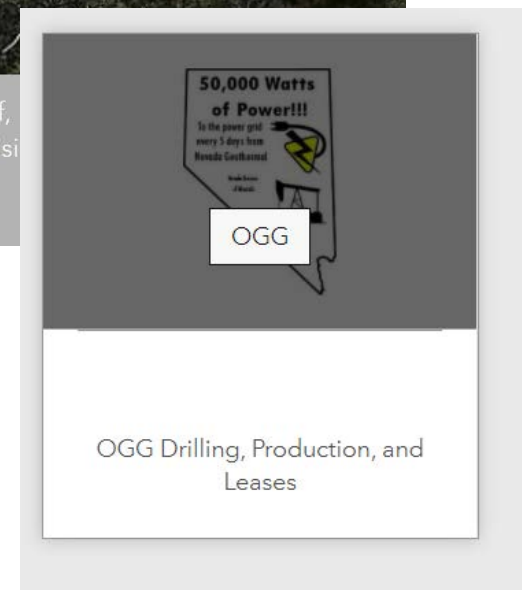 f,
si
50,000 Watts
of Power!!!
To the power grid
every 5 days from
Nevada Geothermal
OGG
OGG Drilling, Production, and
Leases